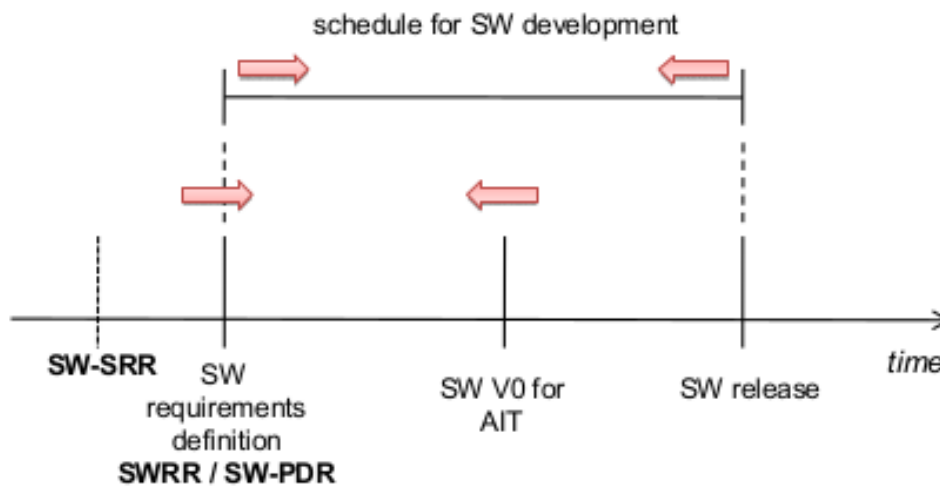 schedule for SW development
SW-SRR
SW
requirements
definition
SWRR / SW-PDR
SW V0 for
AIT
SW release
time